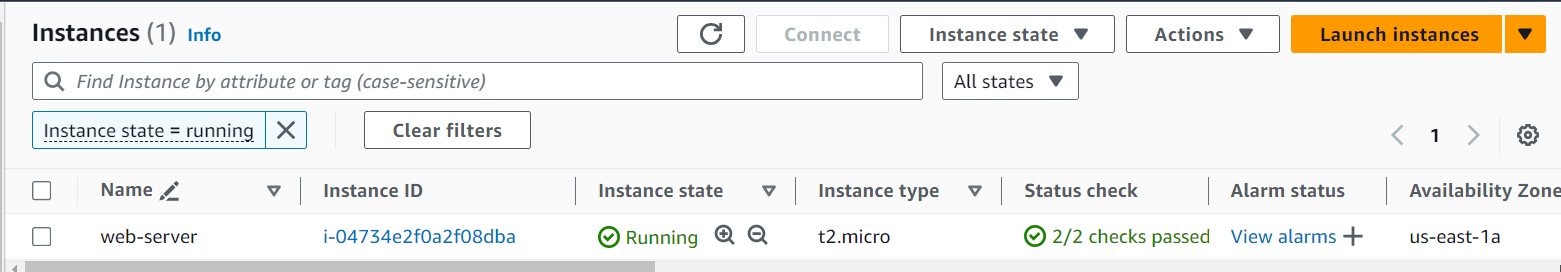 Instances (1) Info Connect Instance state Actions Launch instances
Find Instance by attribute or tag (case-sensitive) All states
Instance state = running Clear filters 1
Name Instance ID Instance state Instance type Status check Alarm status Availability Zone
web-server i-04734e2f0a2f08dba Running t2.micro 2/2 checks passed View alarms us-east-1a